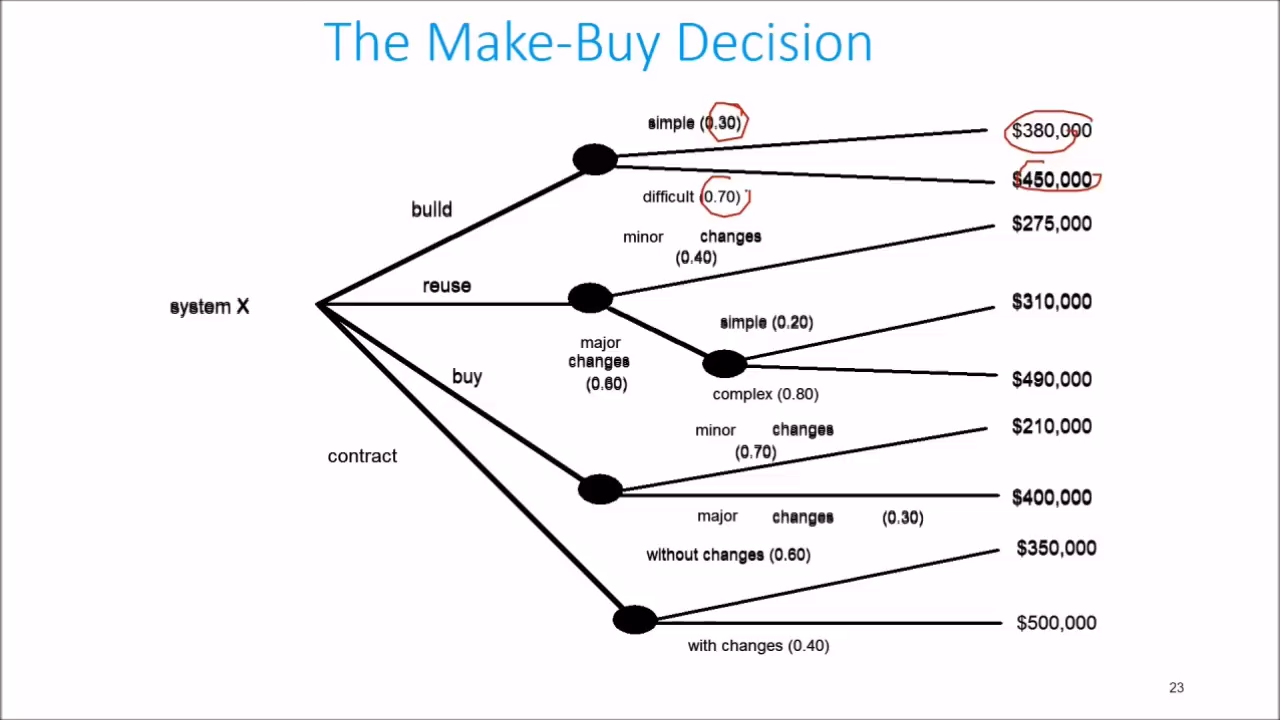 The Make-Buy Decision
simple (0.30)
$380,000
$450,000
difficult (0.70)
build
minor changes
(0.40)
$275,000
reuse
system X
$310,000
simple (0.20)
major
changes
(0.60)
buy
$490,000
complex (0.80)
minor changes
(0.70)
$210,000
contract
$400,000
major changes (0.30)
without changes (0.60)
$350,000
$500,000
with changes (0.40)
23